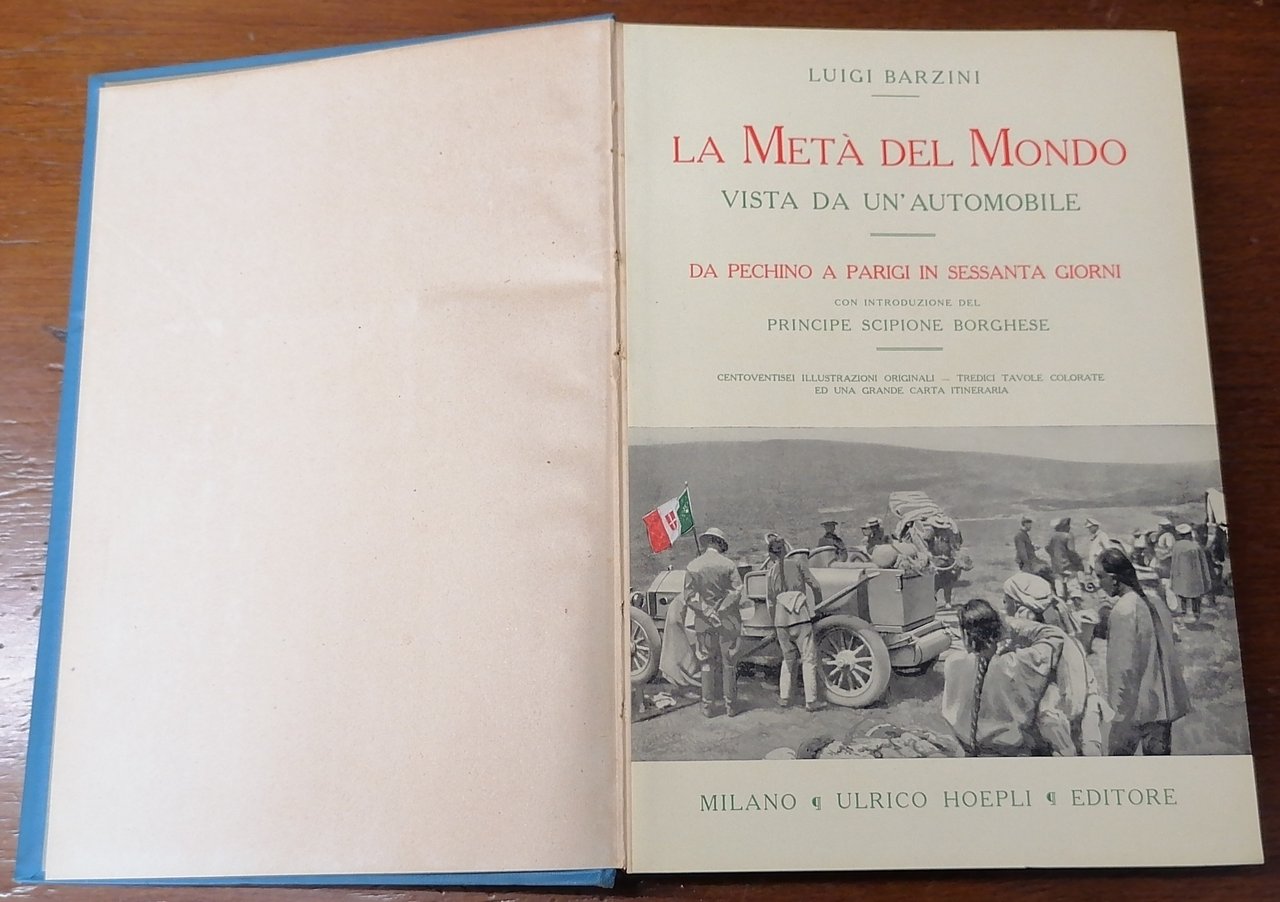 LUIGI BARZINI
LA METÀ DEL MONDO
VISTA DA UN'AUTOMOBILE
DA PECHINO A PARIGI IN SESSANTA GIORNI
CON INTRODUZIONE DEL
PRINCIPE SCIPIONE BORGHESE
CENTOVENTISEI ILLUSTRAZIONI ORIGINALI — TREDICI TAVOLE COLORATE
ED UNA GRANDE CARTA ITINERARIA
MILANO ¶ ULRICO HOEPLI ¶ EDITORE